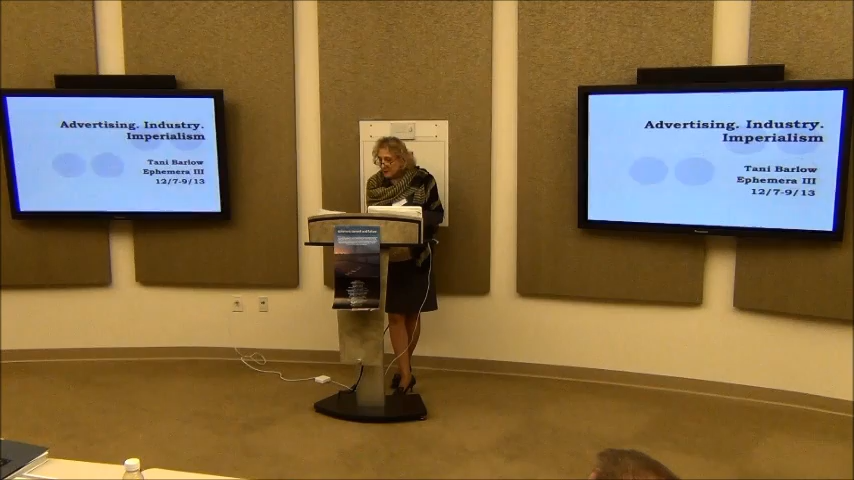 Advertising. Industry.
Imperialism
Tani Barlow
Ephemera III
12/7-9/13
Advertising. Industry.
Imperialism
Tani Barlow
Ephemera III
12/7-9/13